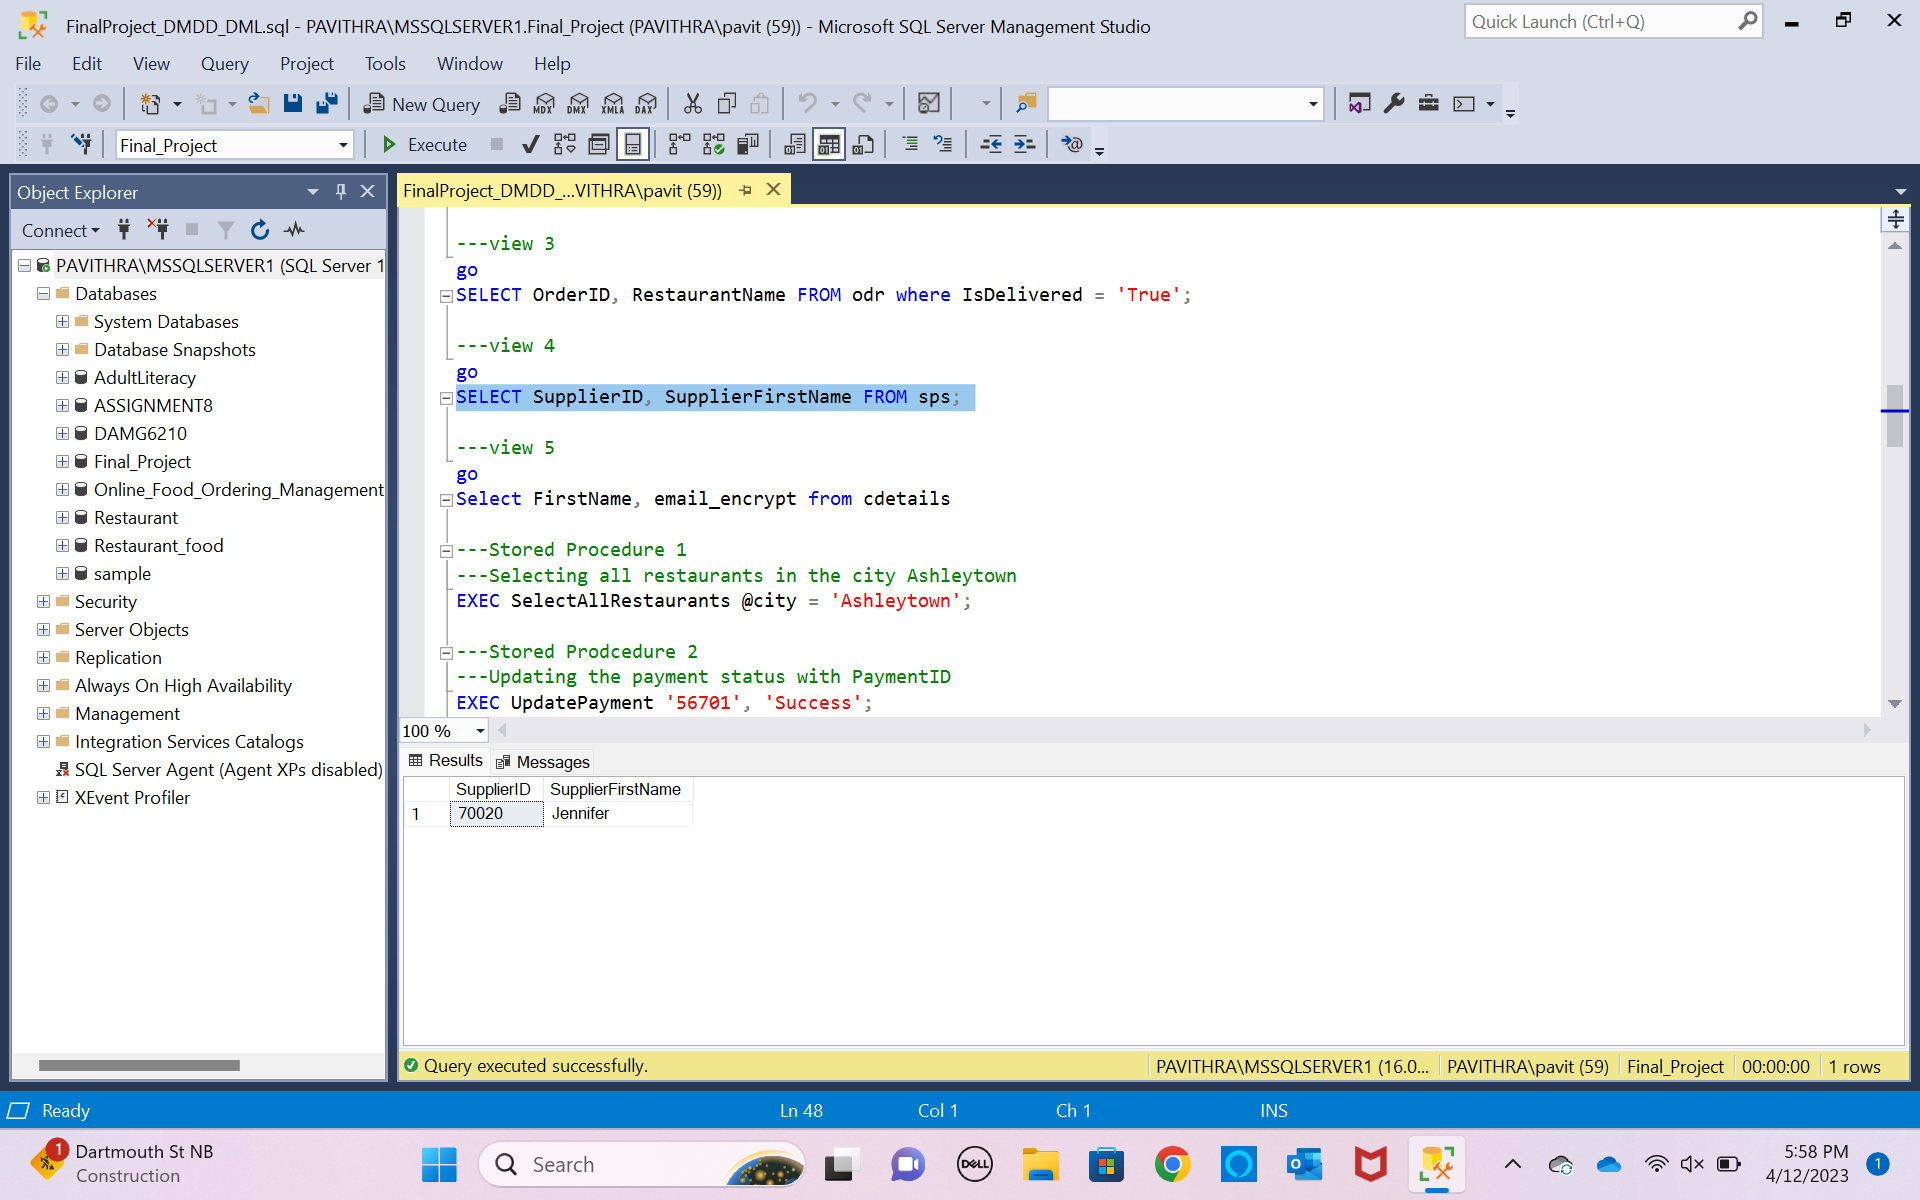 FinalProject_DMDD_DML.sql - PAVITHRA\MSSQLSERVER1.Final_Project (PAVITHRA\pavit (59)) - Microsoft SQL Server Management Studio
Quick Launch (Ctrl+Q)
File Edit View Query Project Tools Window Help
New Query MDX DMX XMLA DAX
Final_Project Execute
Object Explorer
FinalProject_DMDD_...VITHRA\pavit (59))
Connect
PAVITHRA\MSSQLSERVER1 (SQL Server 1
Databases
System Databases
Database Snapshots
AdultLiteracy
ASSIGNMENT8
DAMG6210
Final_Project
Online_Food_Ordering_Management
Restaurant
Restaurant_food
sample
Security
Server Objects
Replication
Always On High Availability
Management
Integration Services Catalogs
SQL Server Agent (Agent XPs disabled)
XEvent Profiler
---view 3
go
SELECT OrderID, RestaurantName FROM odr where IsDelivered = 'True';
---view 4
go
SELECT SupplierID, SupplierFirstName FROM sps;
---view 5
go
Select FirstName, email_encrypt from cdetails
---Stored Procedure 1
---Selecting all restaurants in the city Ashleytown
EXEC SelectAllRestaurants @city = 'Ashleytown';
---Stored Prodcedure 2
---Updating the payment status with PaymentID
EXEC UpdatePayment '56701', 'Success';
100 %
Results Messages
SupplierID SupplierFirstName
1 70020 Jennifer
Query executed successfully. PAVITHRA\MSSQLSERVER1 (16.0... PAVITHRA\pavit (59) Final_Project 00:00:00 1 rows
Ready Ln 48 Col 1 Ch 1 INS
1 Dartmouth St NB
Construction
Search
DELL
5:58 PM
4/12/2023
1